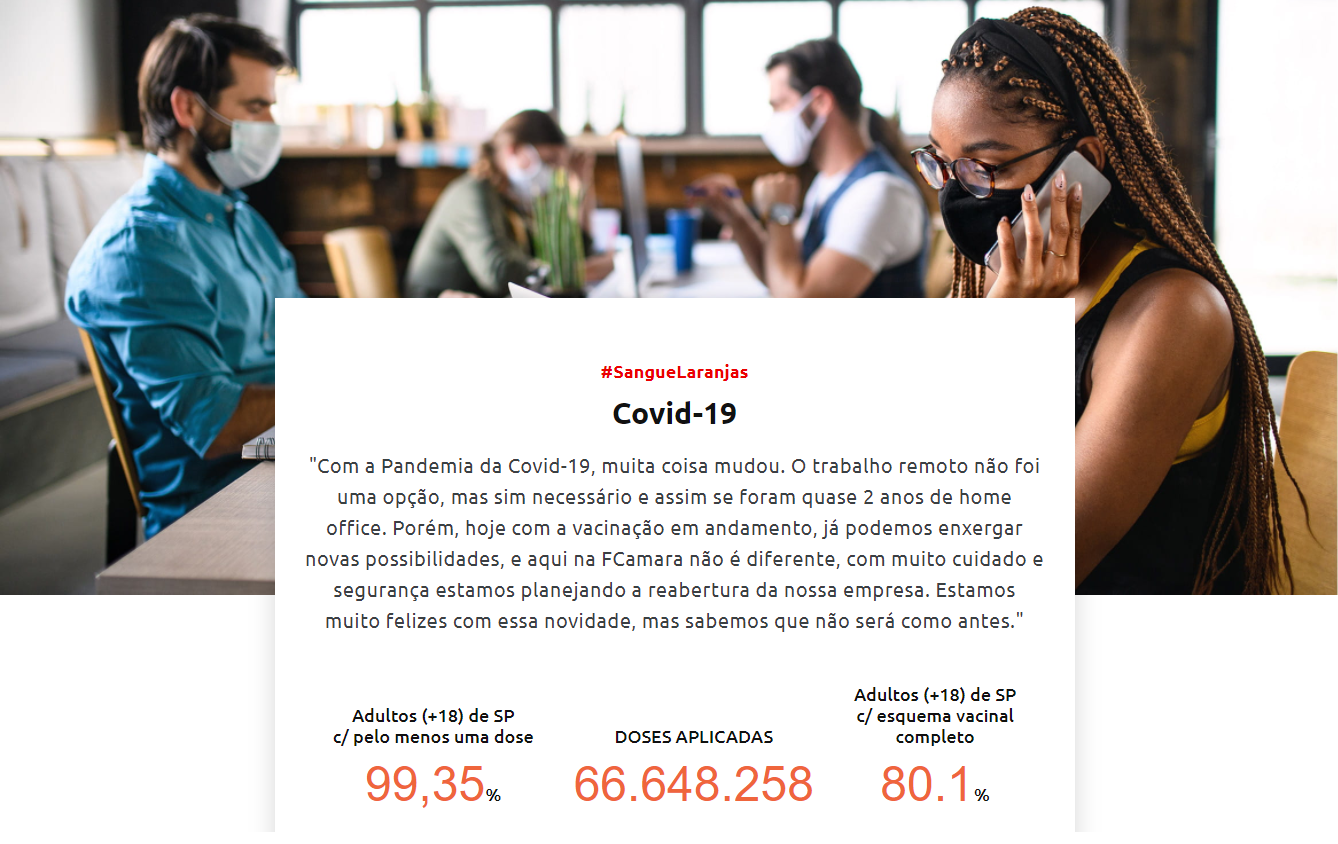 #SangueLaranjas
Covid-19
"Com a Pandemia da Covid-19, muita coisa mudou. O trabalho remoto não foi
uma opção, mas sim necessário e assim se foram quase 2 anos de home
office. Porém, hoje com a vacinação em andamento, já podemos enxergar
novas possibilidades, e aqui na FCamara não é diferente, com muito cuidado e
segurança estamos planejando a reabertura da nossa empresa. Estamos
muito felizes com essa novidade, mas sabemos que não será como antes."
Adultos (+18) de SP
c/ pelo menos uma dose
99,35%
DOSES APLICADAS
66.648.258
Adultos (+18) de SP
c/ esquema vacinal
completo
80.1%